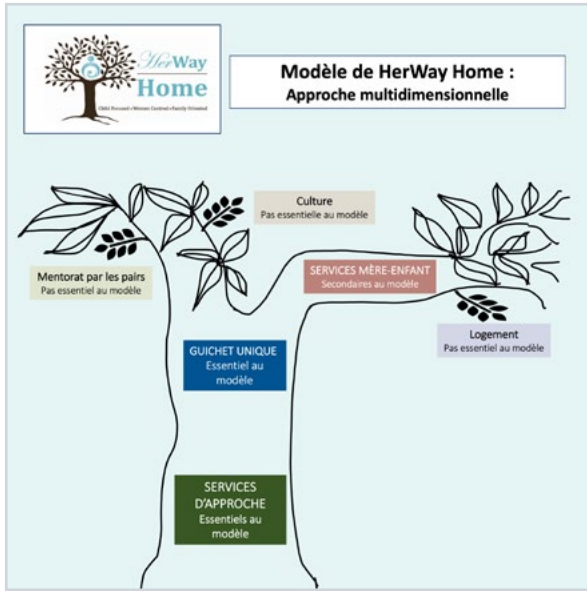 HerWay
Home
Child Focused • Women Centred • Family Oriented
Modèle de HerWay Home :
Approche multidimensionnelle
Culture
Pas essentielle au modèle
Mentorat par les pairs
Pas essentiel au modèle
SERVICES MÈRE-ENFANT
Secondaires au modèle
Logement
Pas essentiel au modèle
GUICHET UNIQUE
Essentiel au
modèle
SERVICES
D'APPROCHE
Essentiels au
modèle